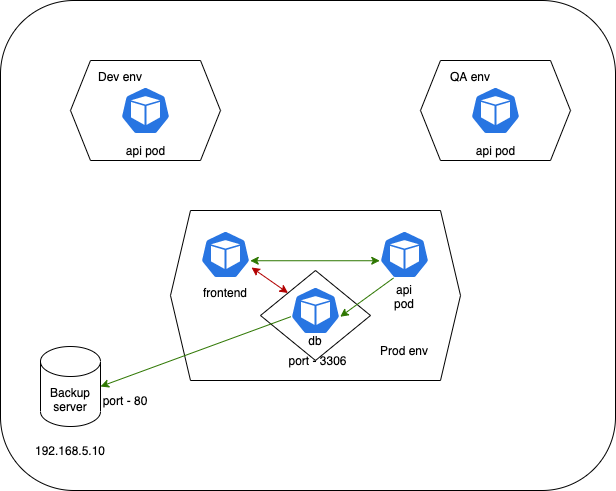 Dev env
api pod
QA env
api pod
frontend
api
pod
db
port - 3306
Prod env
Backup
server
port - 80
192.168.5.10